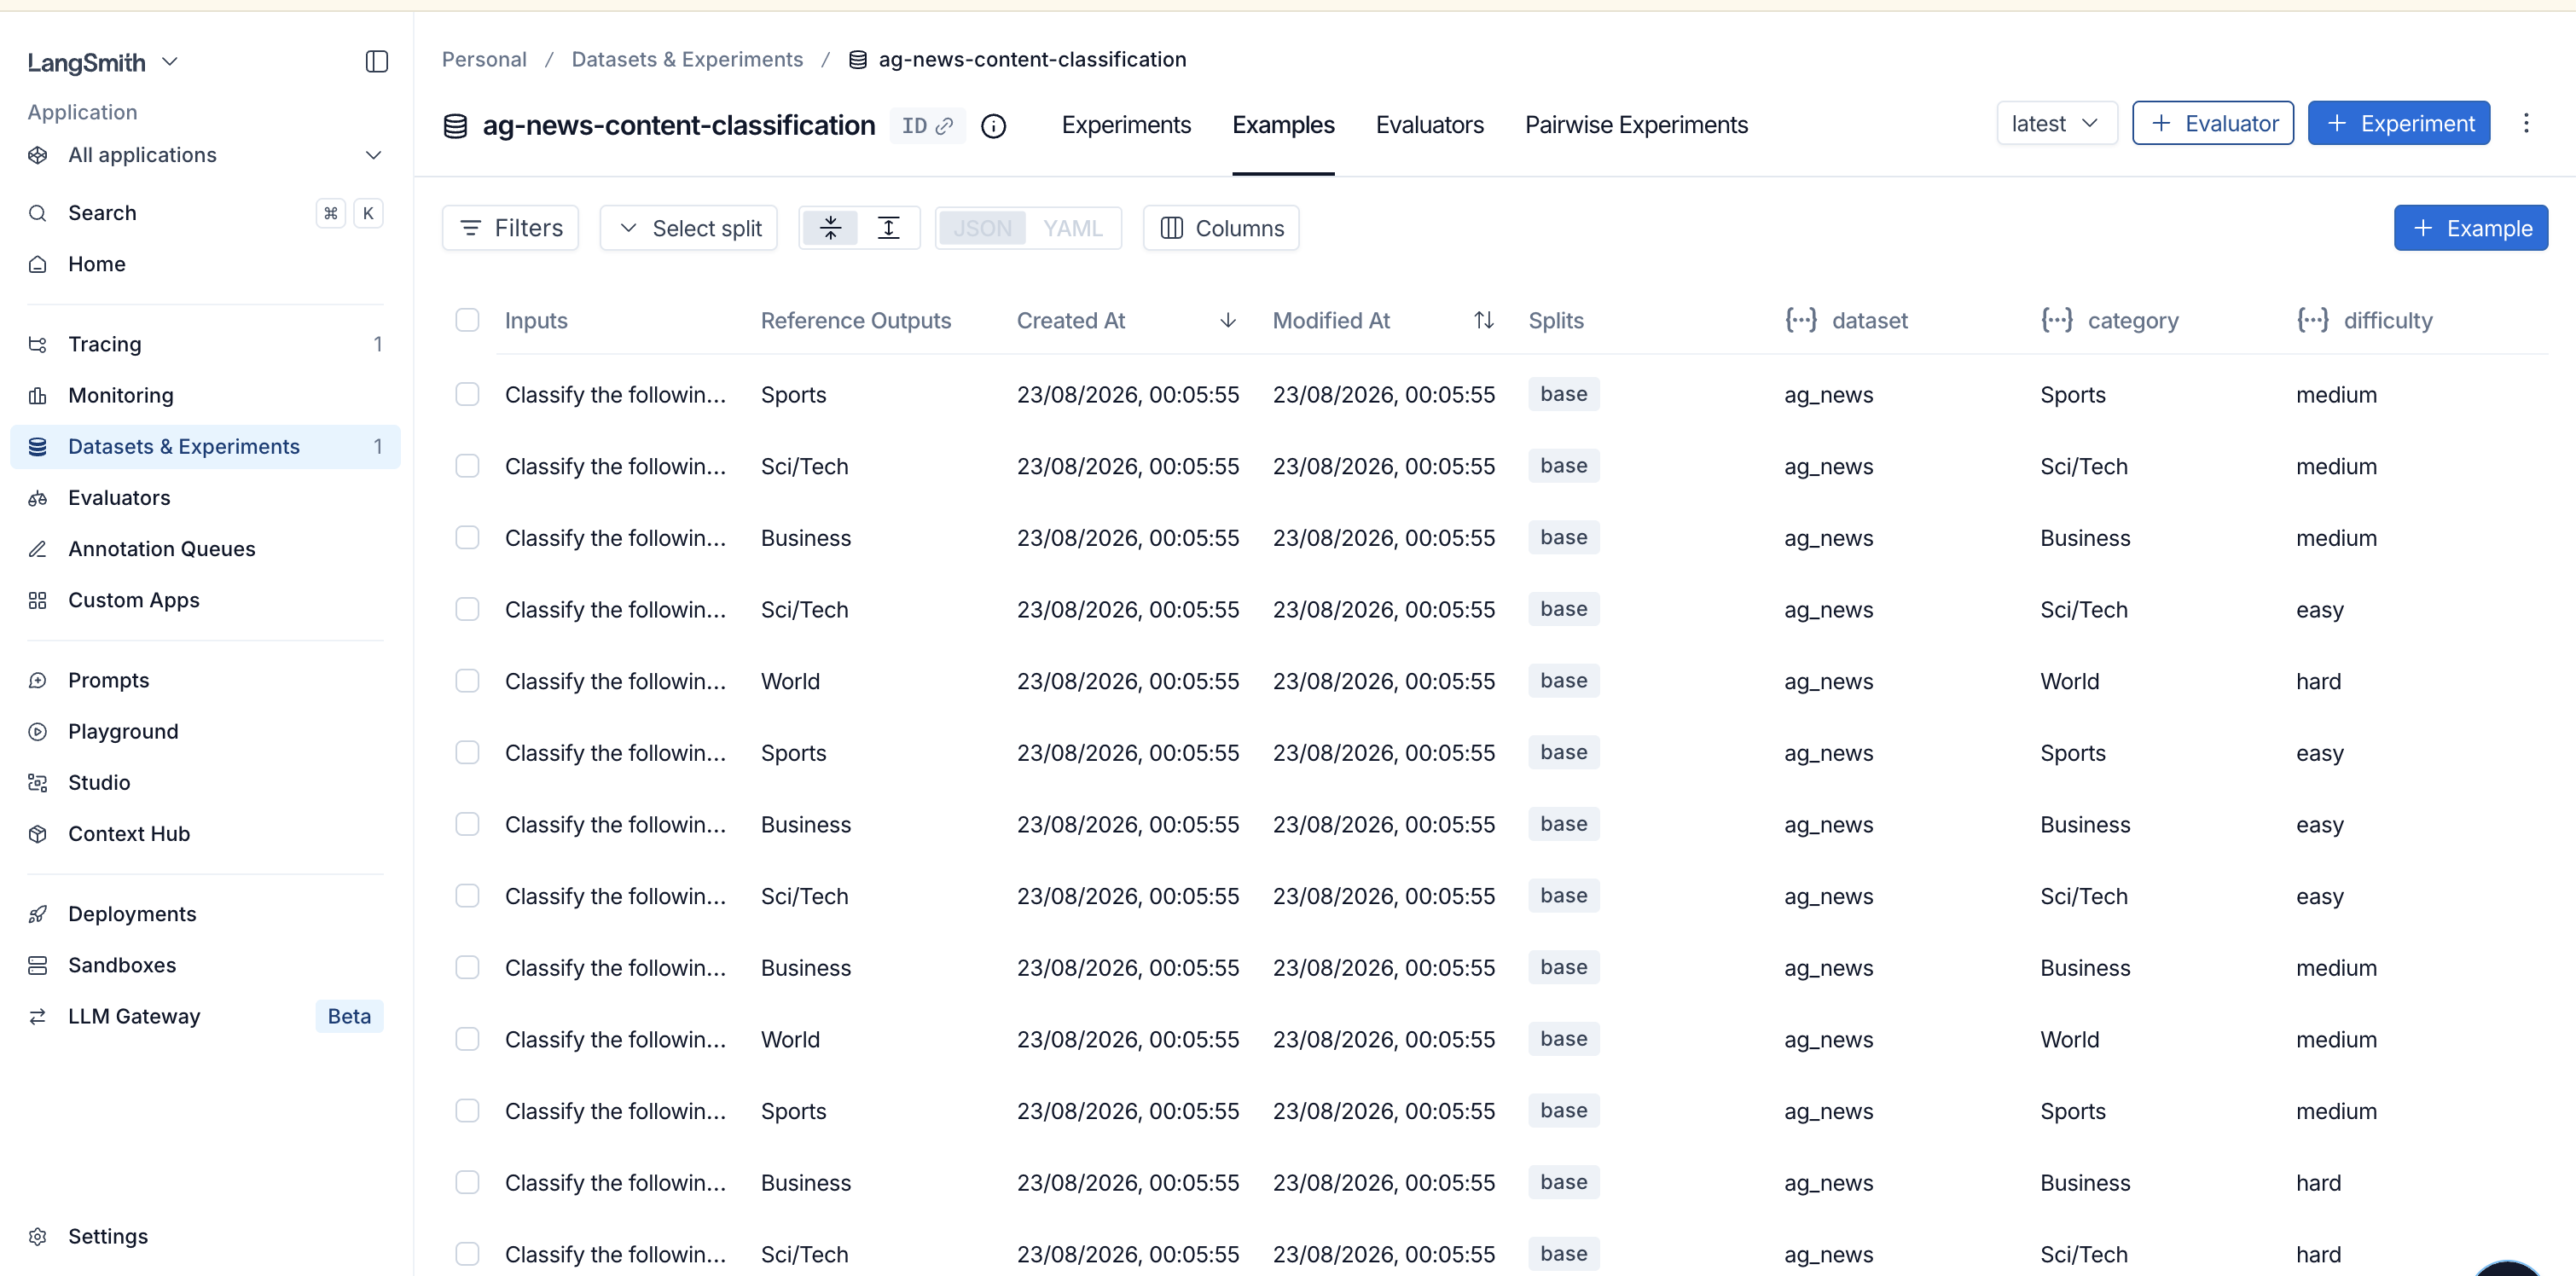 LangSmith
Application
All applications
Search ⌘ K
Home
Tracing 1
Monitoring
Datasets & Experiments 1
Evaluators
Annotation Queues
Custom Apps
Prompts
Playground
Studio
Context Hub
Deployments
Sandboxes
LLM Gateway Beta
Settings
Personal / Datasets & Experiments / ag-news-content-classification
ag-news-content-classification ID Experiments Examples Evaluators Pairwise Experiments latest + Evaluator + Experiment
Filters Select split JSON YAML Columns + Example
Inputs Reference Outputs Created At Modified At Splits dataset category difficulty
Classify the followin... Sports 23/08/2026, 00:05:55 23/08/2026, 00:05:55 base ag_news Sports medium
Classify the followin... Sci/Tech 23/08/2026, 00:05:55 23/08/2026, 00:05:55 base ag_news Sci/Tech medium
Classify the followin... Business 23/08/2026, 00:05:55 23/08/2026, 00:05:55 base ag_news Business medium
Classify the followin... Sci/Tech 23/08/2026, 00:05:55 23/08/2026, 00:05:55 base ag_news Sci/Tech easy
Classify the followin... World 23/08/2026, 00:05:55 23/08/2026, 00:05:55 base ag_news World hard
Classify the followin... Sports 23/08/2026, 00:05:55 23/08/2026, 00:05:55 base ag_news Sports easy
Classify the followin... Business 23/08/2026, 00:05:55 23/08/2026, 00:05:55 base ag_news Business easy
Classify the followin... Sci/Tech 23/08/2026, 00:05:55 23/08/2026, 00:05:55 base ag_news Sci/Tech easy
Classify the followin... Business 23/08/2026, 00:05:55 23/08/2026, 00:05:55 base ag_news Business medium
Classify the followin... World 23/08/2026, 00:05:55 23/08/2026, 00:05:55 base ag_news World medium
Classify the followin... Sports 23/08/2026, 00:05:55 23/08/2026, 00:05:55 base ag_news Sports medium
Classify the followin... Business 23/08/2026, 00:05:55 23/08/2026, 00:05:55 base ag_news Business hard
Classify the followin... Sci/Tech 23/08/2026, 00:05:55 23/08/2026, 00:05:55 base ag_news Sci/Tech hard